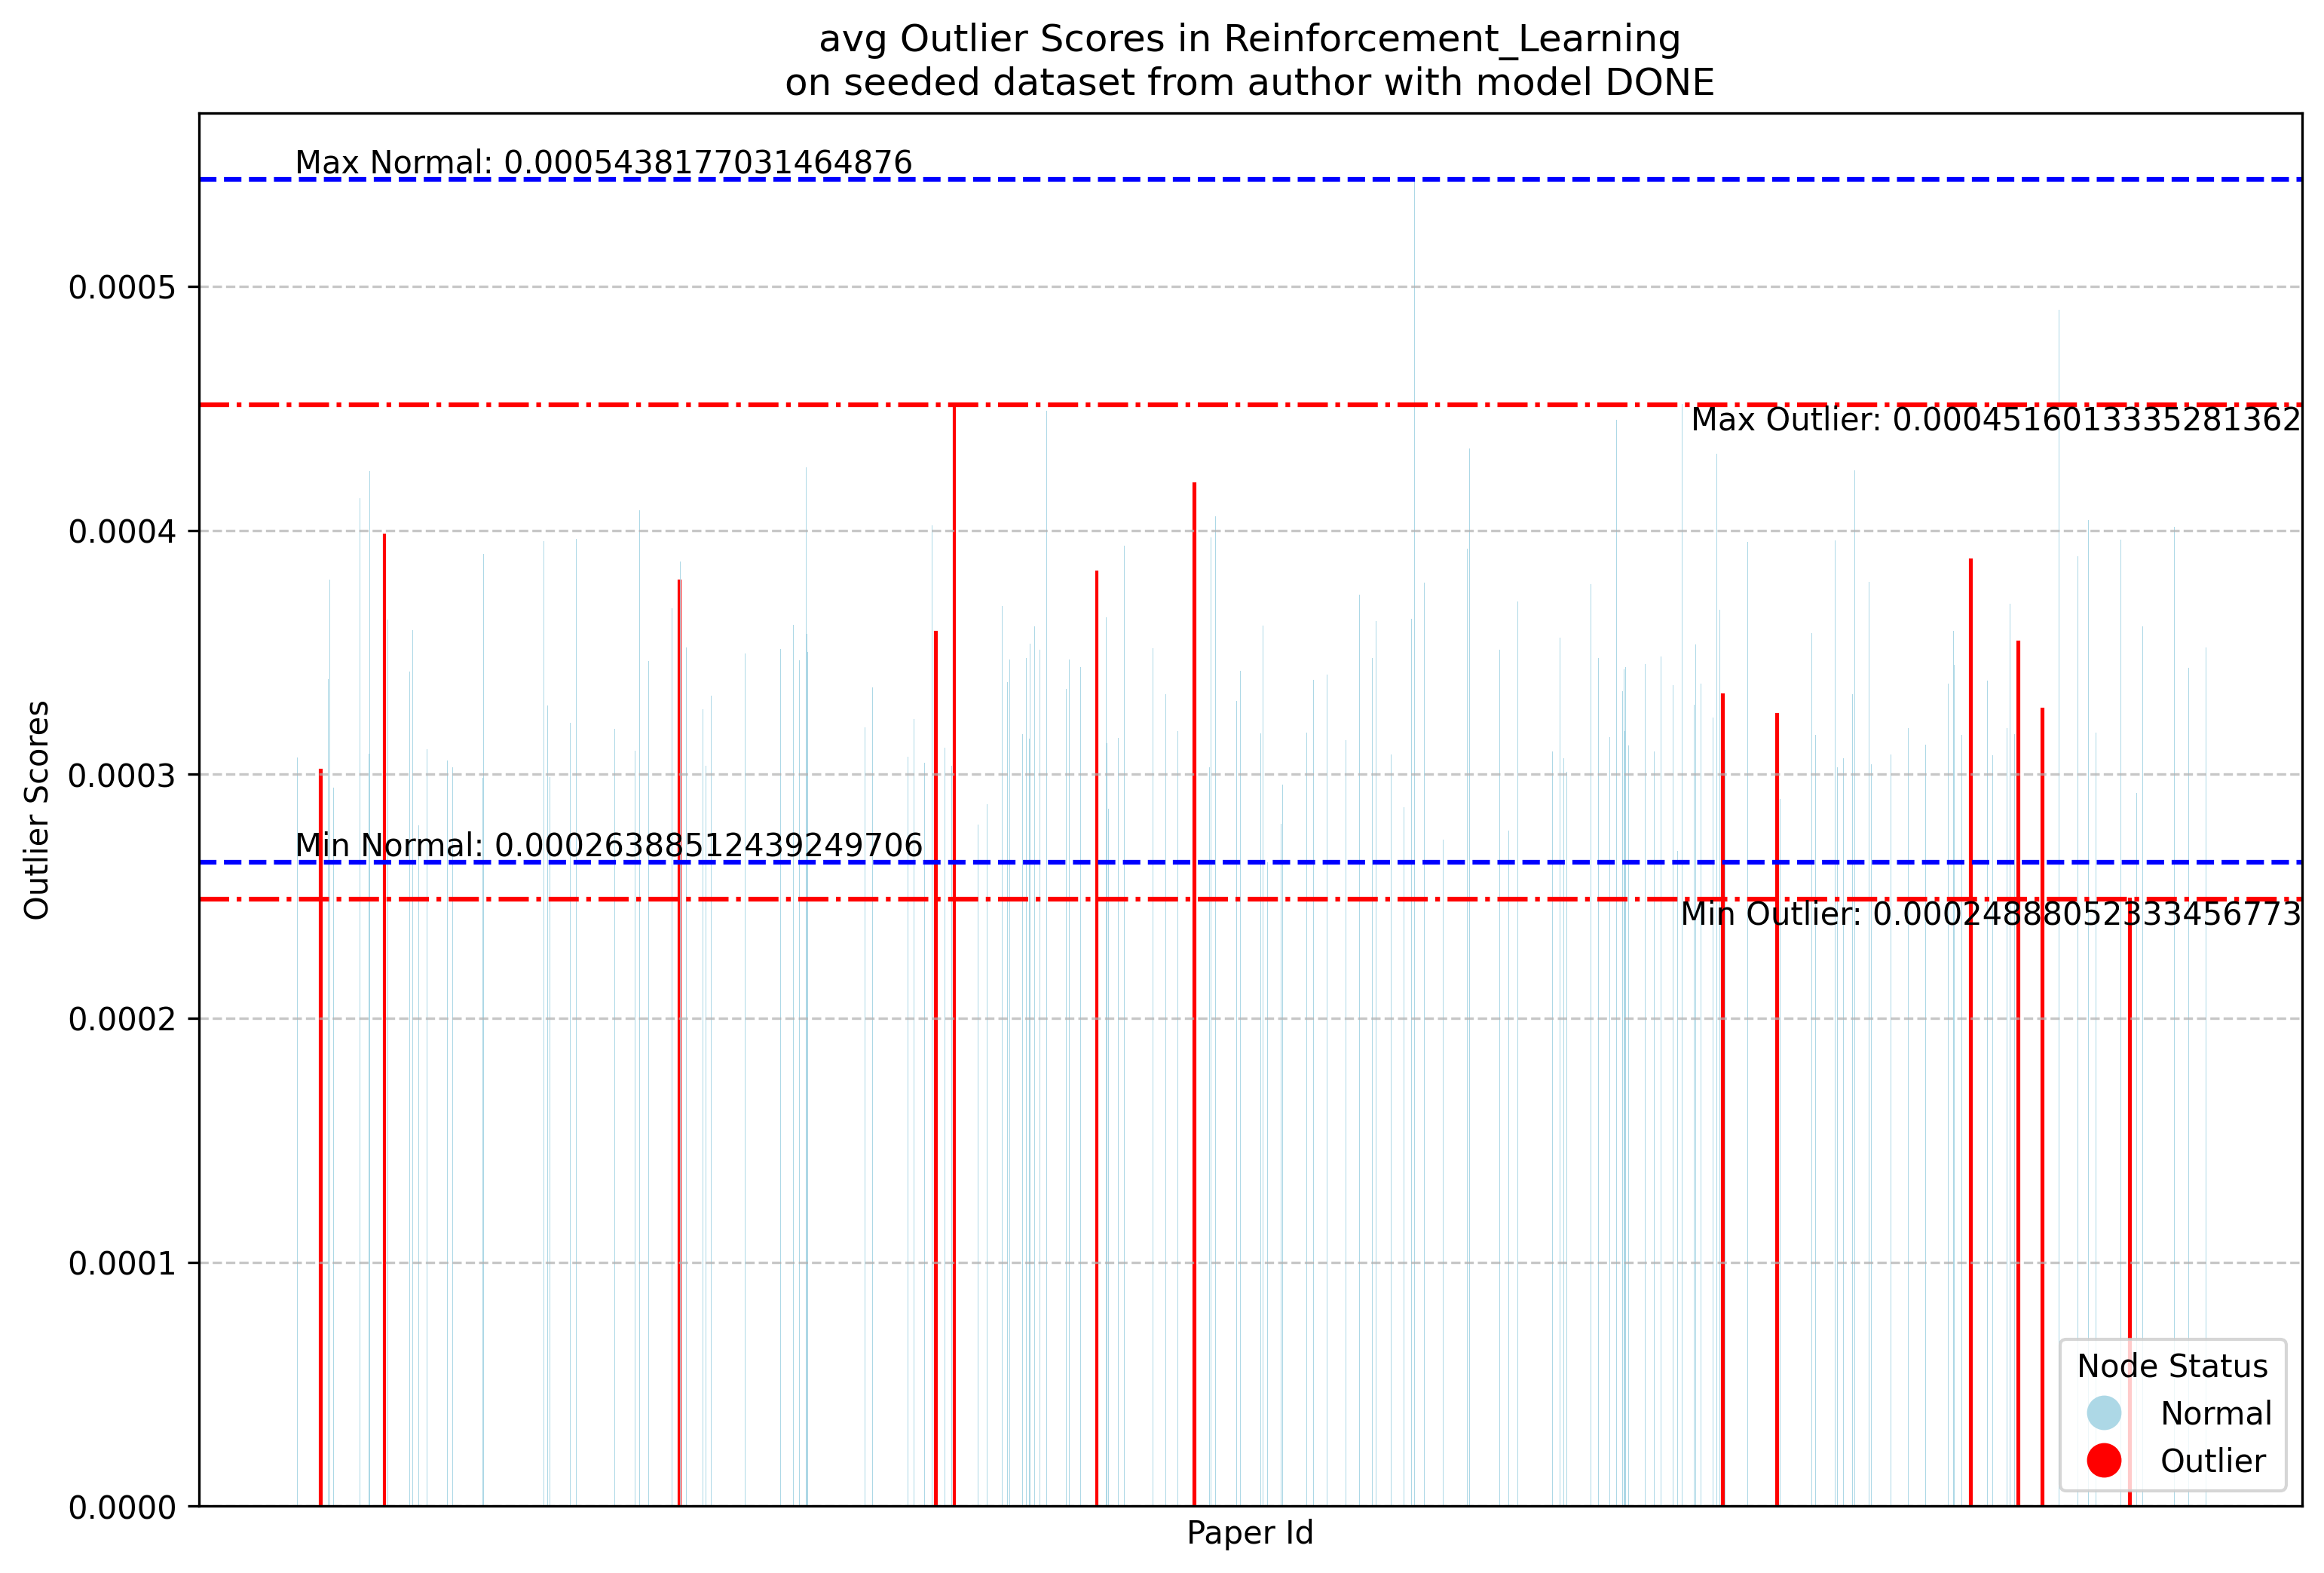 avg Outlier Scores in Reinforcement_Learning
on seeded dataset from author with model DONE
Max Normal: 0.0005438177031464876
0.0005
Max Outlier: 0.0004516013335281362
0.0004
0.0003
Min Normal: 0.00026388512439249706
Min Outlier: 0.0002488805233345677​3
0.0002
0.0001
0.0000
Outlier Scores
Paper Id
Node Status
Normal
Outlier